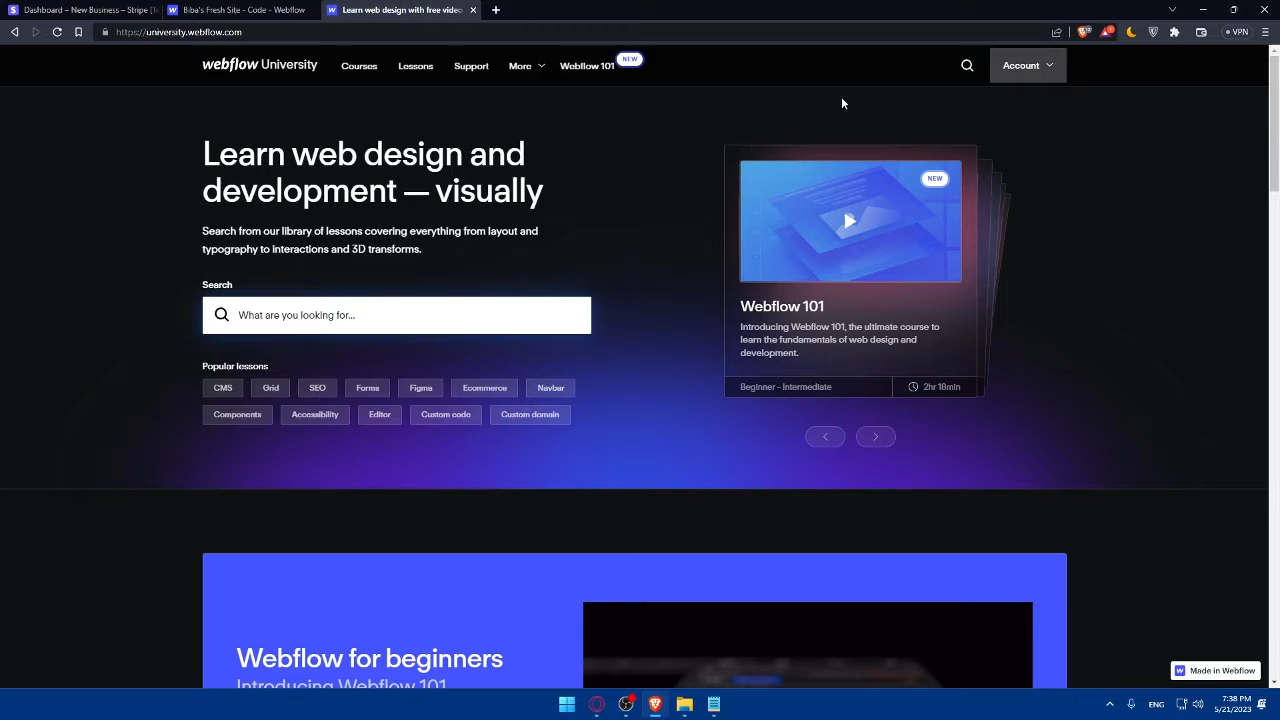 Dashboard – New Business – Stripe [Te
Biba's Fresh Site - Code - Webflow
Learn web design with free video
https://university.webflow.com
VPN
webflow University
Courses
Lessons
Support
More
Webflow 101
NEW
Account
Learn web design and
development — visually
Search from our library of lessons covering everything from layout and
typography to interactions and 3D transforms.
Search
What are you looking for...
Popular lessons
CMS
Grid
SEO
Forms
Figma
Ecommerce
Navbar
Components
Accessibility
Editor
Custom code
Custom domain
NEW
Webflow 101
Introducing Webflow 101, the ultimate course to
learn the fundamentals of web design and
development.
Beginner - Intermediate
2hr 18min
Webflow for beginners
Introducing Webflow 101
Made in Webflow
ENG
7:38 PM
5/21/2023